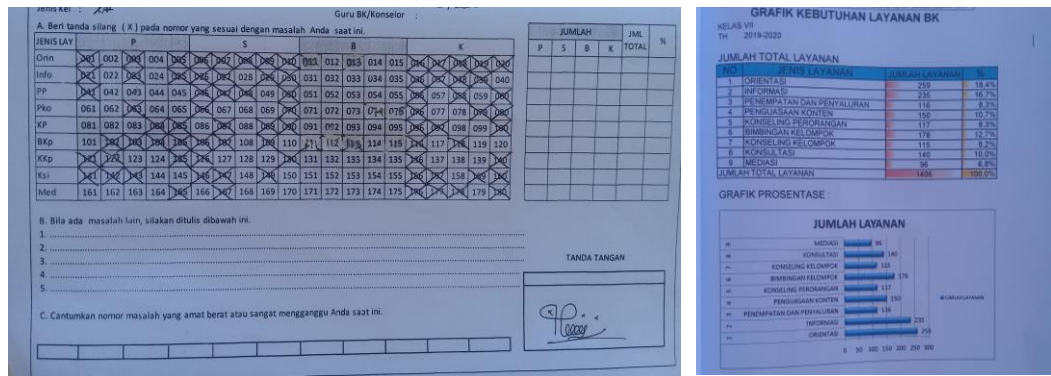 Jenis Kel :
Guru BK/Konselor :
A. Beri tanda silang ( X ) pada nomor yang sesuai dengan masalah Anda saat ini.
JENIS LAY P S B K JUMLAH JML TOTAL %
P S B K
Orin 001 002 003 004 005 006 007 008 009 010 011 012 013 014 015 016 017 018 019 020
Info 021 022 023 024 025 026 027 028 029 030 031 032 033 034 035 036 037 038 039 040
PP 041 042 043 044 045 046 047 048 049 050 051 052 053 054 055 056 057 058 059 060
Pko 061 062 063 064 065 066 067 068 069 070 071 072 073 074 075 076 077 078 079 080
KP 081 082 083 084 085 086 087 088 089 090 091 092 093 094 095 096 097 098 099 100
BKp 101 102 103 104 105 106 107 108 109 110 111 112 113 114 115 116 117 118 119 120
KKp 121 122 123 124 125 126 127 128 129 130 131 132 133 134 135 136 137 138 139 140
Ksi 141 142 143 144 145 146 147 148 149 150 151 152 153 154 155 156 157 158 159 160
Med 161 162 163 164 165 166 167 168 169 170 171 172 173 174 175 176 177 178 179 180
B. Bila ada masalah lain, silakan ditulis dibawah ini.
1.
2.
3.
4.
5.
TANDA TANGAN
C. Cantumkan nomor masalah yang amat berat atau sangat mengganggu Anda saat ini.
GRAFIK KEBUTUHAN LAYANAN BK
KELAS VII
TH 2019-2020
JUMLAH TOTAL LAYANAN
NO JENIS LAYANAN JUMLAH LAYANAN %
1 ORIENTASI 259 18,4%
2 INFORMASI 235 16,7%
3 PENEMPATAN DAN PENYALURAN 116 8,3%
4 PENGUASAAN KONTEN 150 10,7%
5 KONSELING PERORANGAN 117 8,3%
6 BIMBINGAN KELOMPOK 178 12,7%
7 KONSELING KELOMPOK 115 8,2%
8 KONSULTASI 140 10,0%
9 MEDIASI 96 6,8%
JUMLAH TOTAL LAYANAN 1406 100,0%
GRAFIK PROSENTASE :
JUMLAH LAYANAN
9 MEDIASI 96
8 KONSULTASI 140
7 KONSELING KELOMPOK 115
6 BIMBINGAN KELOMPOK 178
5 KONSELING PERORANGAN 117
4 PENGUASAAN KONTEN 150
3 PENEMPATAN DAN PENYALURAN 116
2 INFORMASI 235
1 ORIENTASI 259
JUMLAH LAYANAN
0 50 100 150 200 250 300